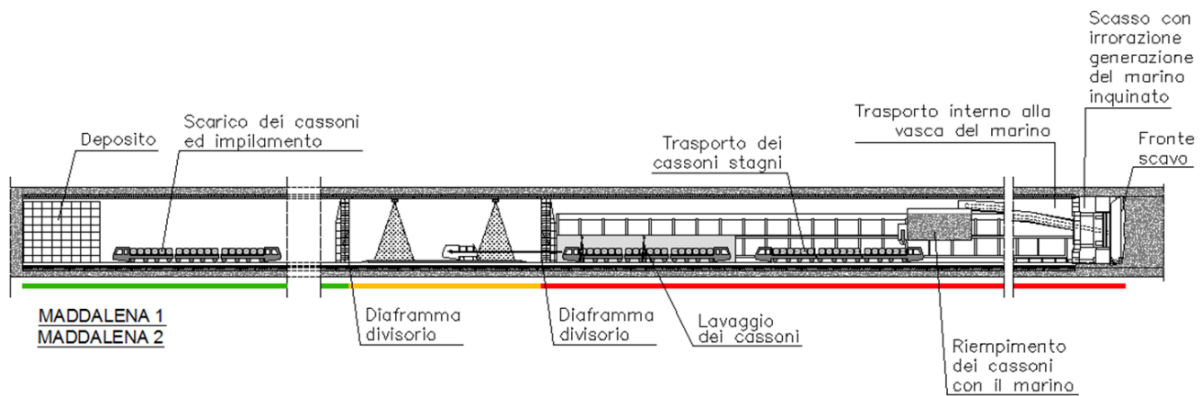 Scasso con
irrorazione
generazione
del marino
inquinato
Trasporto interno alla
vasca del marino
Fronte
scavo
Scarico dei cassoni
ed impilamento
Deposito
Trasporto dei
cassoni stagni
MADDALENA 1
MADDALENA 2
Diaframma
divisorio
Diaframma
divisorio
Lavaggio
dei cassoni
Riempimento
dei cassoni
con il marino